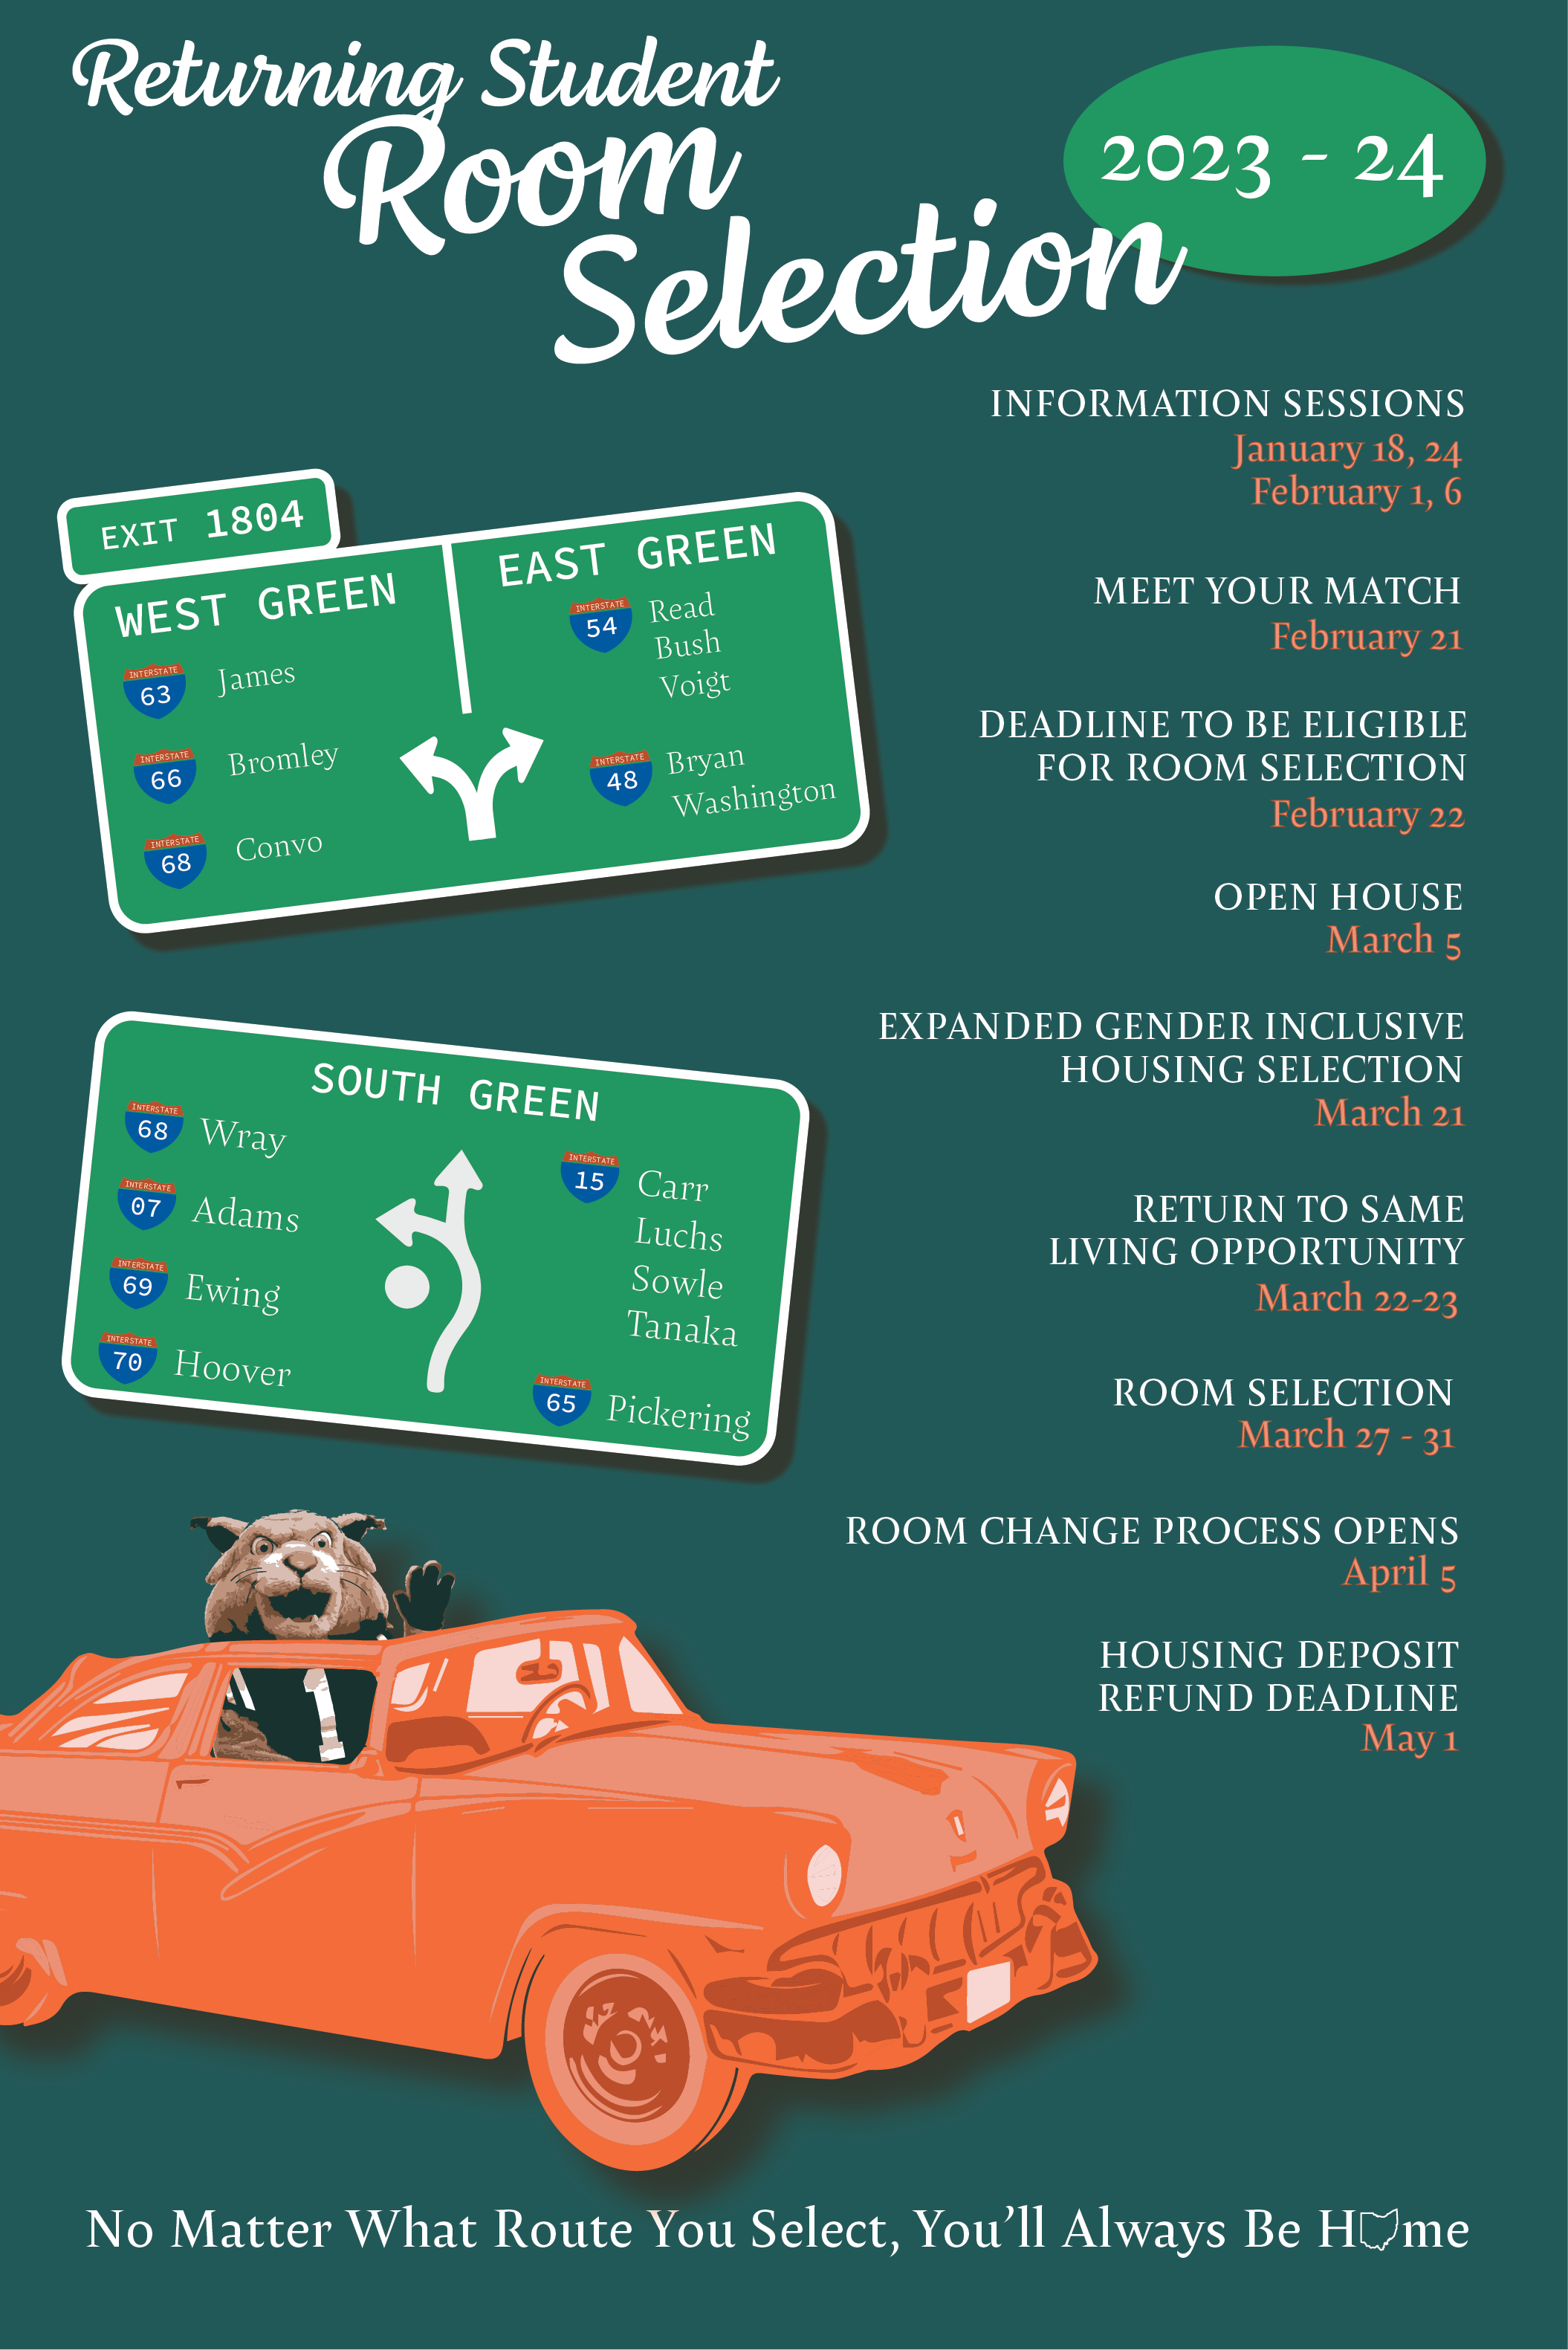 Returning Student
Room
Selection
2023 - 24
INFORMATION SESSIONS
January 18, 24
February 1, 6
MEET YOUR MATCH
February 21
DEADLINE TO BE ELIGIBLE
FOR ROOM SELECTION
February 22
OPEN HOUSE
March 5
EXPANDED GENDER INCLUSIVE
HOUSING SELECTION
March 21
RETURN TO SAME
LIVING OPPORTUNITY
March 22-23
ROOM SELECTION
March 27 - 31
ROOM CHANGE PROCESS OPENS
April 5
HOUSING DEPOSIT
REFUND DEADLINE
May 1
EXIT 1804
WEST GREEN
INTERSTATE
63
James
INTERSTATE
66
Bromley
INTERSTATE
68
Convo
EAST GREEN
INTERSTATE
54
Read
Bush
Voigt
INTERSTATE
48
Bryan
Washington
SOUTH GREEN
INTERSTATE
68
Wray
INTERSTATE
07
Adams
INTERSTATE
69
Ewing
INTERSTATE
70
Hoover
INTERSTATE
15
Carr
Luchs
Sowle
Tanaka
INTERSTATE
65
Pickering
No Matter What Route You Select, You'll Always Be Home